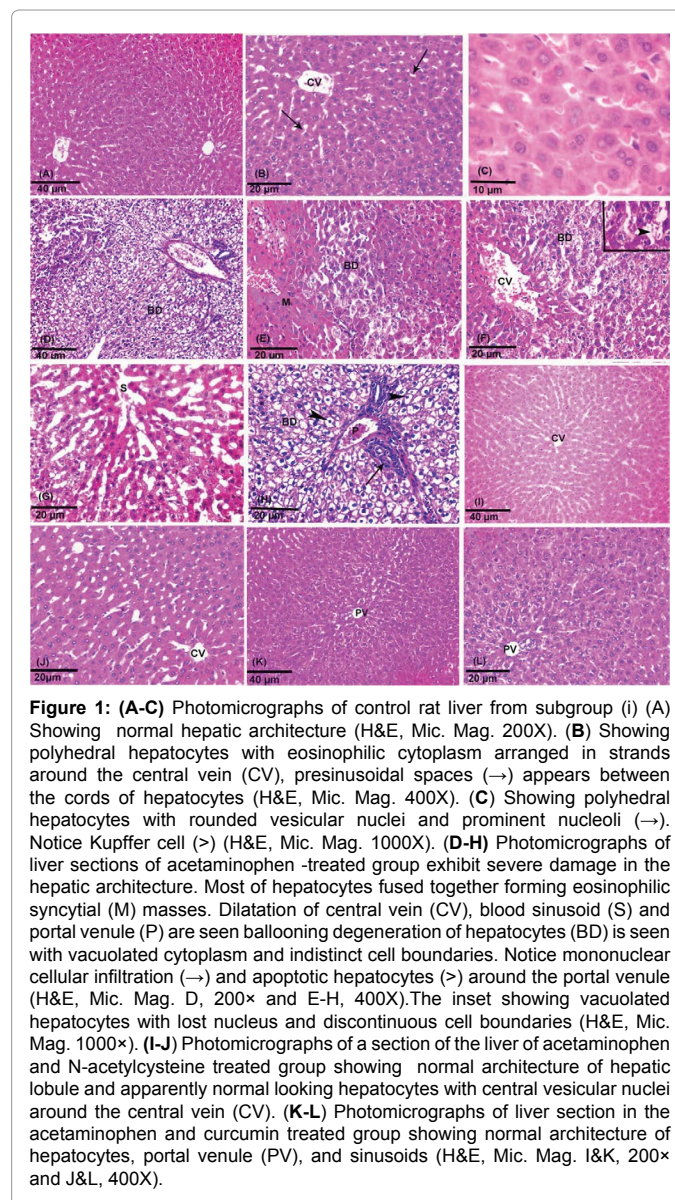 (A)
40 µm
CV
(B)
20 µm
(C)
10 µm
BD
(D)
40 µm
BD
M
(E)
20 µm
BD
CV
(F)
20 µm
S
(G)
20 µm
BD
P
(H)
20 µm
CV
(I)
40 µm
CV
(J)
20µm
PV
(K)
40 µm
PV
(L)
20 µm
Figure 1: (A-C) Photomicrographs of control rat liver from subgroup (i) (A)
Showing normal hepatic architecture (H&E, Mic. Mag. 200X). (B) Showing
polyhedral hepatocytes with eosinophilic cytoplasm arranged in strands
around the central vein (CV), presinusoidal spaces (→) appears between
the cords of hepatocytes (H&E, Mic. Mag. 400X). (C) Showing polyhedral
hepatocytes with rounded vesicular nuclei and prominent nucleoli (→).
Notice Kupffer cell (>) (H&E, Mic. Mag. 1000X). (D-H) Photomicrographs of
liver sections of acetaminophen -treated group exhibit severe damage in the
hepatic architecture. Most of hepatocytes fused together forming eosinophilic
syncytial (M) masses. Dilatation of central vein (CV), blood sinusoid (S) and
portal venule (P) are seen ballooning degeneration of hepatocytes (BD) is seen
with vacuolated cytoplasm and indistinct cell boundaries. Notice mononuclear
cellular infiltration (→) and apoptotic hepatocytes (>) around the portal venule
(H&E, Mic. Mag. D, 200× and E-H, 400X).The inset showing vacuolated
hepatocytes with lost nucleus and discontinuous cell boundaries (H&E, Mic.
Mag. 1000×). (I-J) Photomicrographs of a section of the liver of acetaminophen
and N-acetylcysteine treated group showing normal architecture of hepatic
lobule and apparently normal looking hepatocytes with central vesicular nuclei
around the central vein (CV). (K-L) Photomicrographs of liver section in the
acetaminophen and curcumin treated group showing normal architecture of
hepatocytes, portal venule (PV), and sinusoids (H&E, Mic. Mag. I&K, 200×
and J&L, 400X).